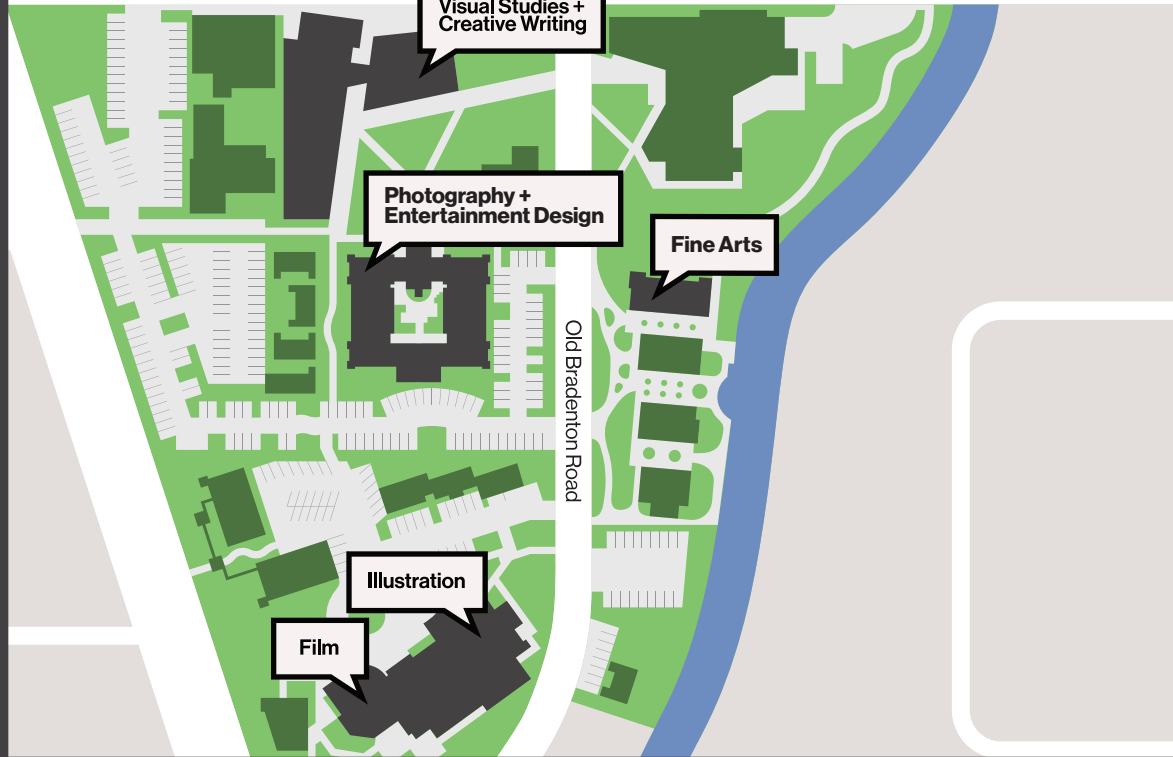 Visual Studies +
Creative Writing
Photography +
Entertainment Design
Fine Arts
Old Bradenton Road
Illustration
Film